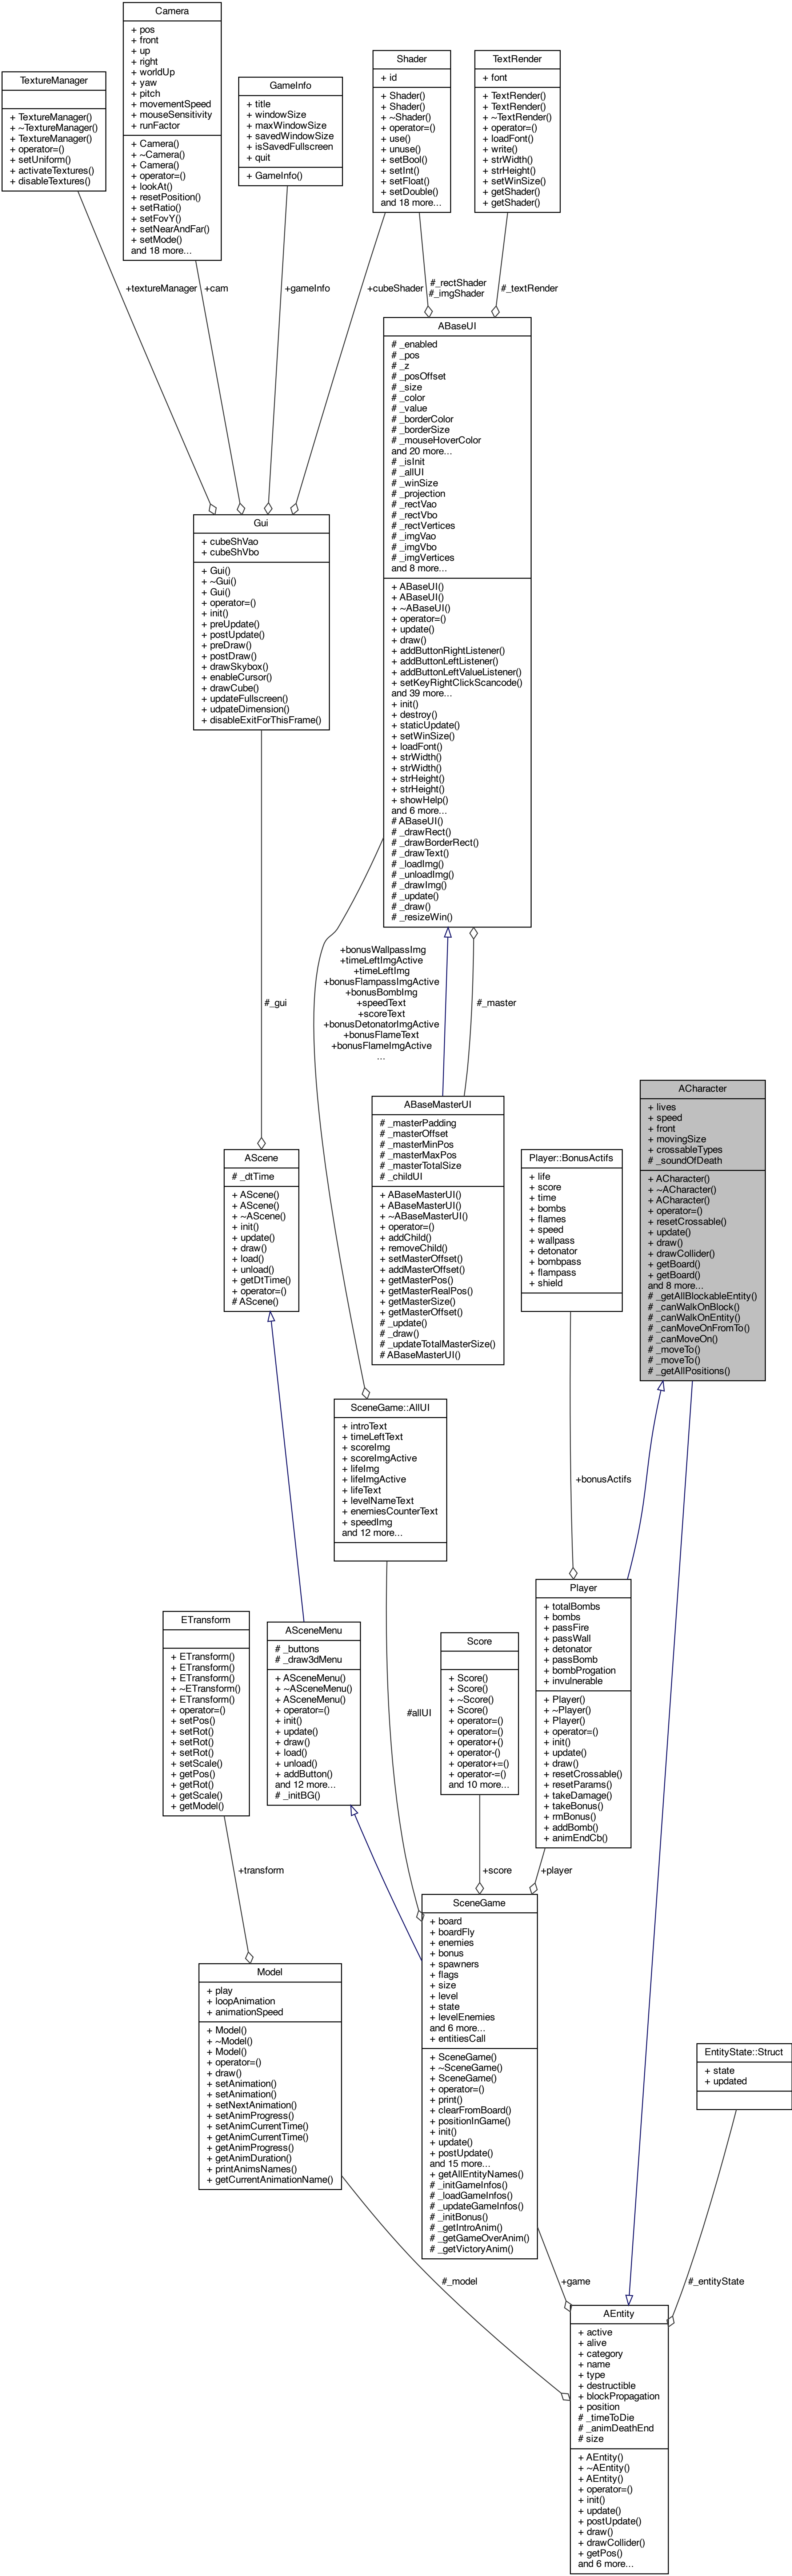 Camera
+ pos
+ front
+ up
+ right
+ worldUp
+ yaw
+ pitch
+ movementSpeed
+ mouseSensitivity
+ runFactor
+ Camera()
+ ~Camera()
+ Camera()
+ operator=()
+ lookAt()
+ resetPosition()
+ setRatio()
+ setFovY()
+ setNearAndFar()
+ setMode()
and 18 more...
TextureManager
+ TextureManager()
+ ~TextureManager()
+ TextureManager()
+ operator=()
+ setUniform()
+ activateTextures()
+ disableTextures()
GameInfo
+ title
+ windowSize
+ maxWindowSize
+ savedWindowSize
+ isSavedFullscreen
+ quit
+ GameInfo()
Shader
+ id
+ Shader()
+ Shader()
+ ~Shader()
+ operator=()
+ use()
+ unuse()
+ setBool()
+ setInt()
+ setFloat()
+ setDouble()
and 18 more...
TextRender
+ font
+ TextRender()
+ TextRender()
+ ~TextRender()
+ operator=()
+ loadFont()
+ write()
+ strWidth()
+ strHeight()
+ setWinSize()
+ getShader()
+ getShader()
+textureManager
+cam
+gameInfo
+cubeShader
#_rectShader
#_imgShader
#_textRender
ABaseUI
# _enabled
# _pos
# _z
# _posOffset
# _size
# _color
# _value
# _borderColor
# _borderSize
# _mouseHoverColor
and 20 more...
# _isInit
# _allUI
# _winSize
# _projection
# _rectVao
# _rectVbo
# _rectVertices
# _imgVao
# _imgVbo
# _imgVertices
and 8 more...
+ ABaseUI()
+ ABaseUI()
+ ~ABaseUI()
+ operator=()
+ update()
+ draw()
+ addButtonRightListener()
+ addButtonLeftListener()
+ addButtonLeftValueListener()
+ setKeyRightClickScancode()
and 39 more...
+ init()
+ destroy()
+ staticUpdate()
+ setWinSize()
+ loadFont()
+ strWidth()
+ strWidth()
+ strHeight()
+ strHeight()
+ showHelp()
and 6 more...
# ABaseUI()
# _drawRect()
# _drawBorderRect()
# _drawText()
# _loadImg()
# _unloadImg()
# _drawImg()
# _update()
# _draw()
# _resizeWin()
Gui
+ cubeShVao
+ cubeShVbo
+ Gui()
+ ~Gui()
+ Gui()
+ operator=()
+ init()
+ preUpdate()
+ postUpdate()
+ preDraw()
+ postDraw()
+ drawSkybox()
+ enableCursor()
+ drawCube()
+ updateFullscreen()
+ udpateDimension()
+ disableExitForThisFrame()
#_gui
+bonusWallpassImg
+timeLeftImgActive
+timeLeftImg
+bonusFlampassImgActive
+bonusBombImg
+speedText
+scoreText
+bonusDetonatorImgActive
+bonusFlameText
+bonusFlameImgActive
...
#_master
ABaseMasterUI
# _masterPadding
# _masterOffset
# _masterMinPos
# _masterMaxPos
# _masterTotalSize
# _childUI
+ ABaseMasterUI()
+ ABaseMasterUI()
+ ~ABaseMasterUI()
+ operator=()
+ addChild()
+ removeChild()
+ setMasterOffset()
+ addMasterOffset()
+ getMasterPos()
+ getMasterRealPos()
+ getMasterSize()
+ getMasterOffset()
# _update()
# _draw()
# _updateTotalMasterSize()
# ABaseMasterUI()
ACharacter
+ lives
+ speed
+ front
+ movingSize
+ crossableTypes
# _soundOfDeath
+ ACharacter()
+ ~ACharacter()
+ ACharacter()
+ operator=()
+ resetCrossable()
+ update()
+ draw()
+ drawCollider()
+ getBoard()
+ getBoard()
and 8 more...
# _getAllBlockableEntity()
# _canWalkOnBlock()
# _canWalkOnEntity()
# _canMoveOnFromTo()
# _canMoveOn()
# _moveTo()
# _moveTo()
# _getAllPositions()
AScene
# _dtTime
+ AScene()
+ AScene()
+ ~AScene()
+ init()
+ update()
+ draw()
+ load()
+ unload()
+ getDtTime()
+ operator=()
# AScene()
Player::BonusActifs
+ life
+ score
+ time
+ bombs
+ flames
+ speed
+ wallpass
+ detonator
+ bombpass
+ flampass
+ shield
SceneGame::AllUI
+ introText
+ timeLeftText
+ scoreImg
+ scoreImgActive
+ lifeImg
+ lifeImgActive
+ lifeText
+ levelNameText
+ enemiesCounterText
+ speedImg
and 12 more...
+bonusActifs
Player
+ totalBombs
+ bombs
+ passFire
+ passWall
+ detonator
+ passBomb
+ bombProgation
+ invulnerable
+ Player()
+ ~Player()
+ Player()
+ operator=()
+ init()
+ update()
+ draw()
+ resetCrossable()
+ resetParams()
+ takeDamage()
+ takeBonus()
+ rmBonus()
+ addBomb()
+ animEndCb()
ETransform
+ ETransform()
+ ETransform()
+ ETransform()
+ ~ETransform()
+ ETransform()
+ operator=()
+ setPos()
+ setRot()
+ setRot()
+ setRot()
+ setScale()
+ getPos()
+ getRot()
+ getScale()
+ getModel()
ASceneMenu
# _buttons
# _draw3dMenu
+ ASceneMenu()
+ ~ASceneMenu()
+ ASceneMenu()
+ operator=()
+ init()
+ update()
+ draw()
+ load()
+ unload()
+ addButton()
and 12 more...
# _initBG()
Score
+ Score()
+ Score()
+ ~Score()
+ Score()
+ operator=()
+ operator=()
+ operator+()
+ operator-()
+ operator+=()
+ operator-=()
and 10 more...
#allUI
+transform
+score
+player
SceneGame
+ board
+ boardFly
+ enemies
+ bonus
+ spawners
+ flags
+ size
+ level
+ state
+ levelEnemies
and 6 more...
+ entitiesCall
+ SceneGame()
+ ~SceneGame()
+ SceneGame()
+ operator=()
+ print()
+ clearFromBoard()
+ positionInGame()
+ init()
+ update()
+ postUpdate()
and 15 more...
+ getAllEntityNames()
# _initGameInfos()
# _loadGameInfos()
# _updateGameInfos()
# _initBonus()
# _getIntroAnim()
# _getGameOverAnim()
# _getVictoryAnim()
Model
+ play
+ loopAnimation
+ animationSpeed
+ Model()
+ ~Model()
+ Model()
+ operator=()
+ draw()
+ setAnimation()
+ setAnimation()
+ setNextAnimation()
+ setAnimProgress()
+ setAnimCurrentTime()
+ getAnimCurrentTime()
+ getAnimProgress()
+ getAnimDuration()
+ printAnimsNames()
+ getCurrentAnimationName()
EntityState::Struct
+ state
+ updated
#_model
+game
#_entityState
AEntity
+ active
+ alive
+ category
+ name
+ type
+ destructible
+ blockPropagation
+ position
# _timeToDie
# _animDeathEnd
# size
+ AEntity()
+ ~AEntity()
+ AEntity()
+ operator=()
+ init()
+ update()
+ postUpdate()
+ draw()
+ drawCollider()
+ getPos()
and 6 more...